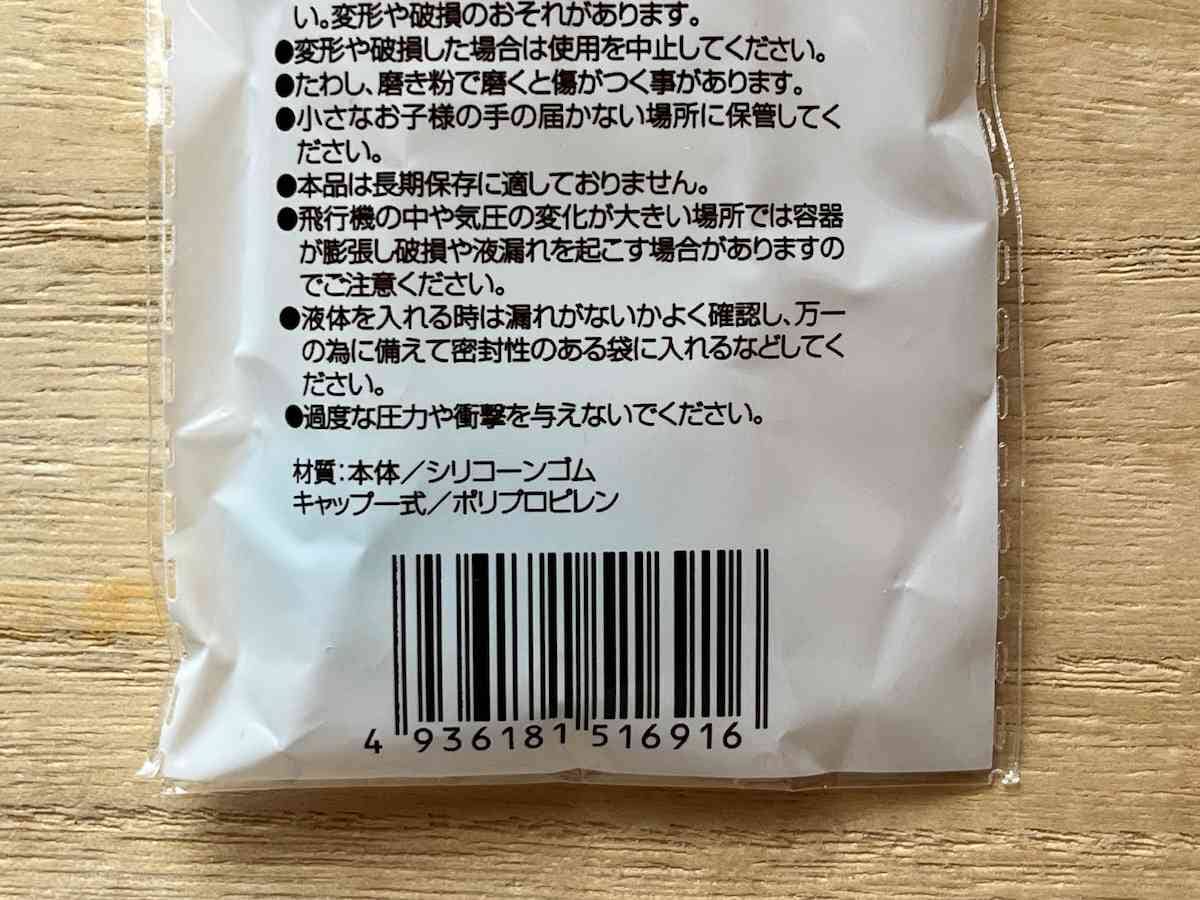 い。変形や破損のおそれがあります。
●変形や破損した場合は使用を中止してください。
●たわし、磨き粉で磨くと傷がつく事があります。
●小さなお子様の手の届かない場所に保管してく
ださい。
●本品は長期保存に適しておりません。
●飛行機の中や気圧の変化が大きい場所では容器
が膨張し破損や液漏れを起こす場合がありますの
でご注意ください。
●液体を入れる時は漏れがないかよく確認し、万一
の為に備えて密封性のある袋に入れるなどしてく
ださい。
●過度な圧力や衝撃を与えないでください。
材質：本体／シリコーンゴム
キャップ一式／ポリプロピレン
4 936181 516916